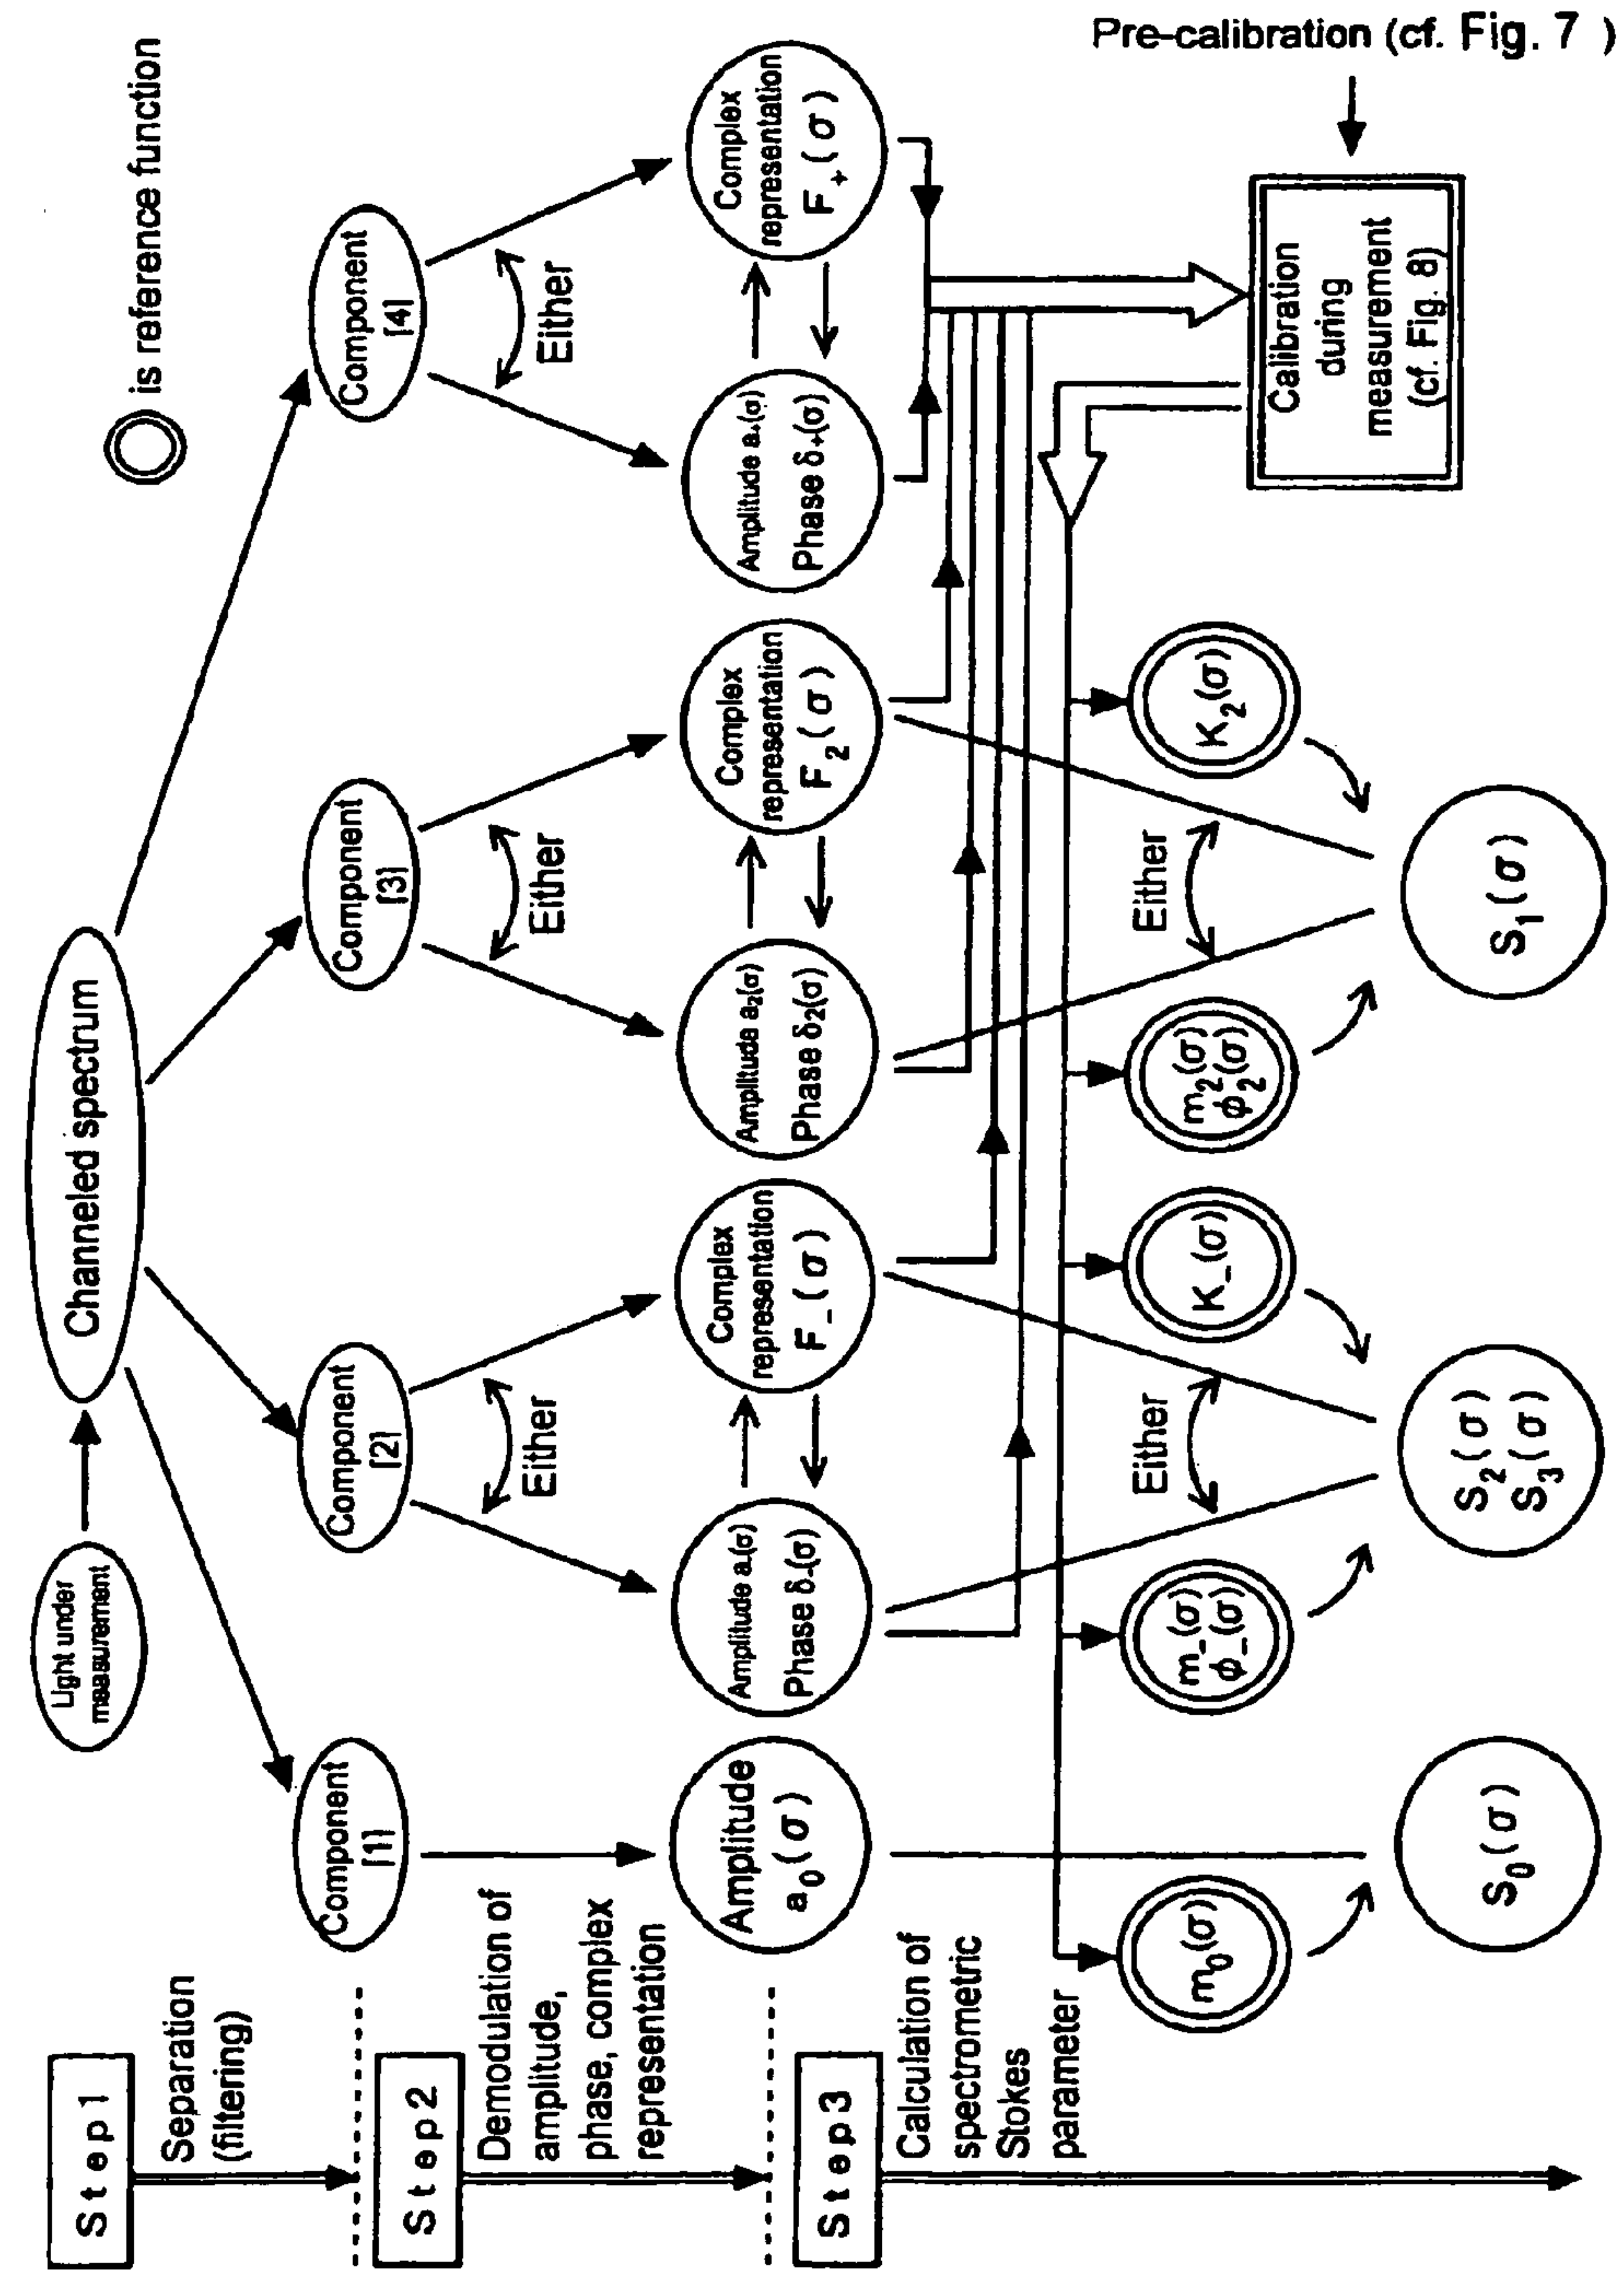 Pre-calibration (cf. Fig. 7 )
is reference function
Light under
measurement
Channeled spectrum
Step1
Separation
(filtering)
Component
[1]
Component
[2]
Component
[3]
Component
[4]
Either
Either
Either
Step2
Demodulation of
amplitude,
phase, complex
representation
Amplitude
a0(σ)
Amplitude a-(σ)
Phase δ-(σ)
Complex
representation
F-(σ)
Amplitude a2(σ)
Phase δ2(σ)
Complex
representation
F2(σ)
Amplitude a+(σ)
Phase δ+(σ)
Complex
representation
F+(σ)
Step3
Calculation of
spectrometric
Stokes
parameter
m0(σ)
m-(σ)
ϕ-(σ)
K-(σ)
m2(σ)
ϕ2(σ)
K2(σ)
Calibration
during
measurement
(cf. Fig. 8)
Either
Either
S0(σ)
S2(σ)
S3(σ)
S1(σ)